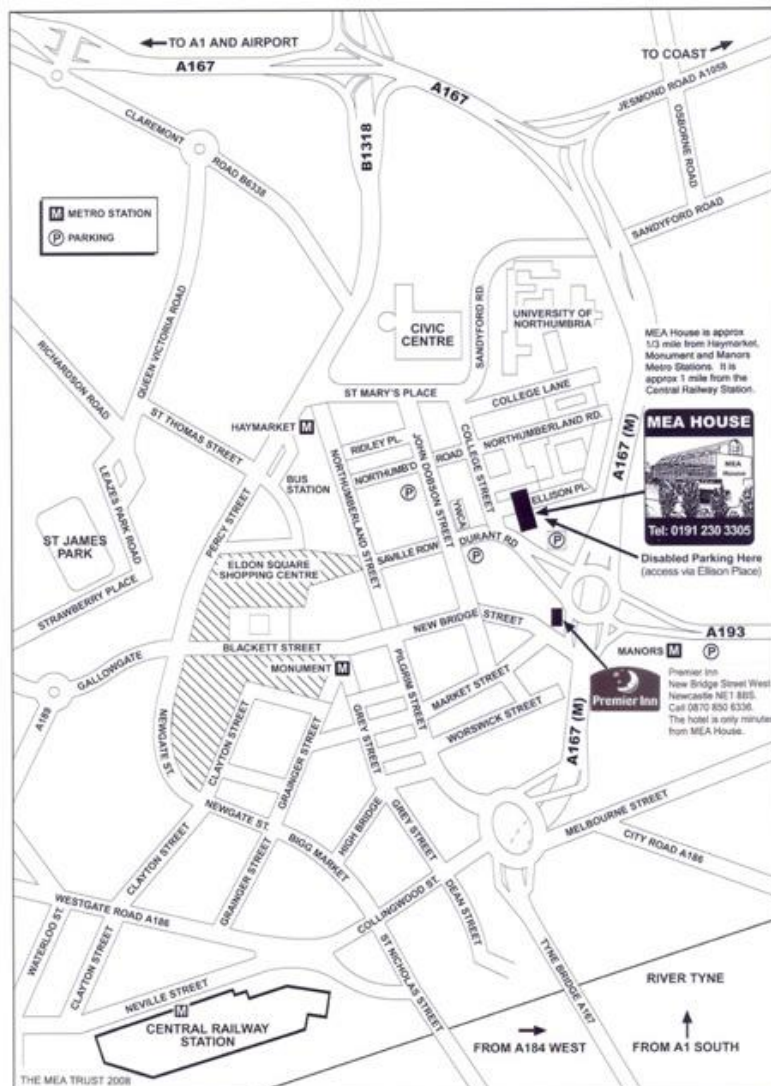 TO A1 AND AIRPORT
A167
TO COAST
JESMOND ROAD A1058
A167
CLAREMONT
ROAD B6338
B1318
OSBORNE ROAD
M METRO STATION
P PARKING
SANDYFORD ROAD
QUEEN VICTORIA ROAD
RICHARDSON ROAD
CIVIC
CENTRE
SANDYFORD RD.
UNIVERSITY OF
NORTHUMBRIA
MEA House is approx
1/3 mile from Haymarket,
Monument and Manors
Metro Stations. It is
approx 1 mile from the
Central Railway Station.
ST MARY'S PLACE
COLLEGE LANE
ST THOMAS STREET
HAYMARKET M
RIDLEY PL.
NORTHUMB'D
ROAD
NORTHUMBERLAND RD.
COLLEGE STREET
JOHN DOBSON STREET
NORTHUMBERLAND STREET
A167 (M)
MEA HOUSE
MEA
House
Tel: 0191 230 3305
BUS
STATION
LEAZES PARK ROAD
PERCY STREET
P
YWCA
ELLISON PL.
ST JAMES
PARK
ELDON SQUARE
SHOPPING CENTRE
SAVILLE ROW
DURANT RD
P
P
Disabled Parking Here
(access via Ellison Place)
STRAWBERRY PLACE
BLACKETT STREET
NEW BRIDGE STREET
A193
MANORS M P
GALLOWGATE
MONUMENT M
PILGRIM STREET
MARKET STREET
WORSWICK STREET
Premier Inn
Premier Inn
New Bridge Street West
Newcastle NE1 8BS.
Call 0870 850 6336.
The hotel is only minutes
from MEA House.
A189
NEWGATE ST.
CLAYTON STREET
GRAINGER STREET
GREY STREET
A167 (M)
NEWGATE ST.
BIGG MARKET
HIGH BRIDGE
GREY STREET
MELBOURNE STREET
CITY ROAD A186
CLAYTON STREET
GRAINGER STREET
WESTGATE ROAD A186
COLLINGWOOD ST.
DEAN STREET
WATERLOO ST.
CLAYTON STREET
NEVILLE STREET
ST NICHOLAS STREET
TYNE BRIDGE A167
RIVER TYNE
M
CENTRAL RAILWAY
STATION
FROM A184 WEST
FROM A1 SOUTH
THE MEA TRUST 2008